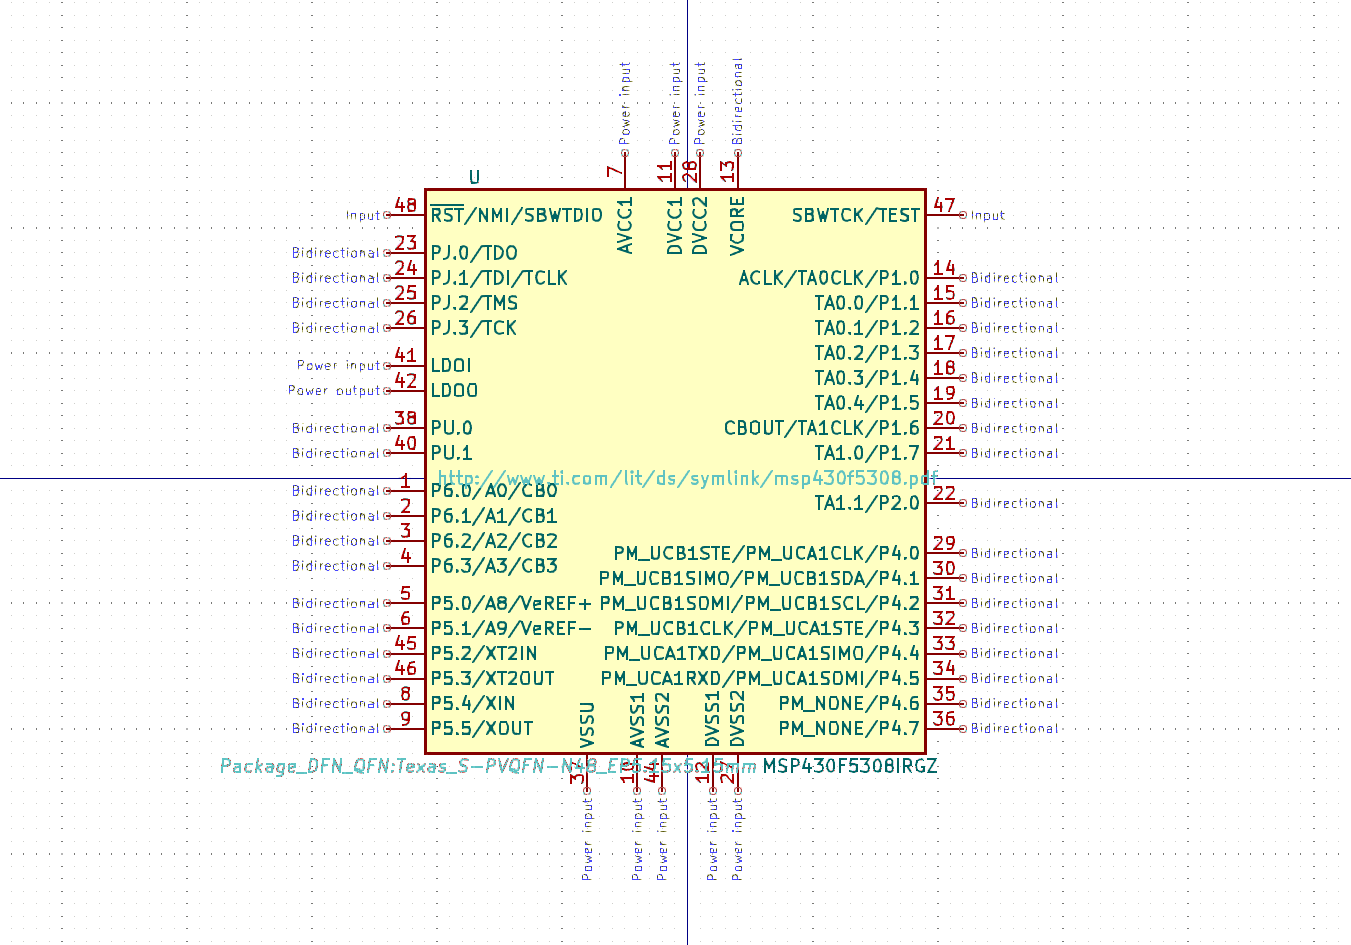 Power input
Power input
Power input
Bidirectional
7
11
28
13
U
Input 48 RST/NMI/SBWTDIO
AVCC1
DVCC1
DVCC2
VCORE
SBWTCK/TEST 47 Input
Bidirectional 23 PJ.0/TDO
Bidirectional 24 PJ.1/TDI/TCLK
ACLK/TA0CLK/P1.0 14 Bidirectional
Bidirectional 25 PJ.2/TMS
TA0.0/P1.1 15 Bidirectional
Bidirectional 26 PJ.3/TCK
TA0.1/P1.2 16 Bidirectional
TA0.2/P1.3 17 Bidirectional
Power input 41 LDOI
TA0.3/P1.4 18 Bidirectional
Power output 42 LDOO
TA0.4/P1.5 19 Bidirectional
Bidirectional 38 PU.0
CBOUT/TA1CLK/P1.6 20 Bidirectional
Bidirectional 40 PU.1
TA1.0/P1.7 21 Bidirectional
http://www.ti.com/lit/ds/symlink/msp430f5308.pdf
Bidirectional 1 P6.0/A0/CB0
TA1.1/P2.0 22 Bidirectional
Bidirectional 2 P6.1/A1/CB1
Bidirectional 3 P6.2/A2/CB2
PM_UCB1STE/PM_UCA1CLK/P4.0 29 Bidirectional
Bidirectional 4 P6.3/A3/CB3
PM_UCB1SIMO/PM_UCB1SDA/P4.1 30 Bidirectional
Bidirectional 5 P5.0/A8/VeREF+
PM_UCB1SOMI/PM_UCB1SCL/P4.2 31 Bidirectional
Bidirectional 6 P5.1/A9/VeREF-
PM_UCB1CLK/PM_UCA1STE/P4.3 32 Bidirectional
Bidirectional 45 P5.2/XT2IN
PM_UCA1TXD/PM_UCA1SIMO/P4.4 33 Bidirectional
Bidirectional 46 P5.3/XT2OUT
PM_UCA1RXD/PM_UCA1SOMI/P4.5 34 Bidirectional
Bidirectional 8 P5.4/XIN
PM_NONE/P4.6 35 Bidirectional
Bidirectional 9 P5.5/XOUT
PM_NONE/P4.7 36 Bidirectional
VSSU
AVSS1
AVSS2
DVSS1
DVSS2
Package_DFN_QFN:Texas_S-PVQFN-N48_EP5.15x5.15mm
MSP430F5308IRGZ
44
12
Power input
Power input
Power input
Power input
Power input